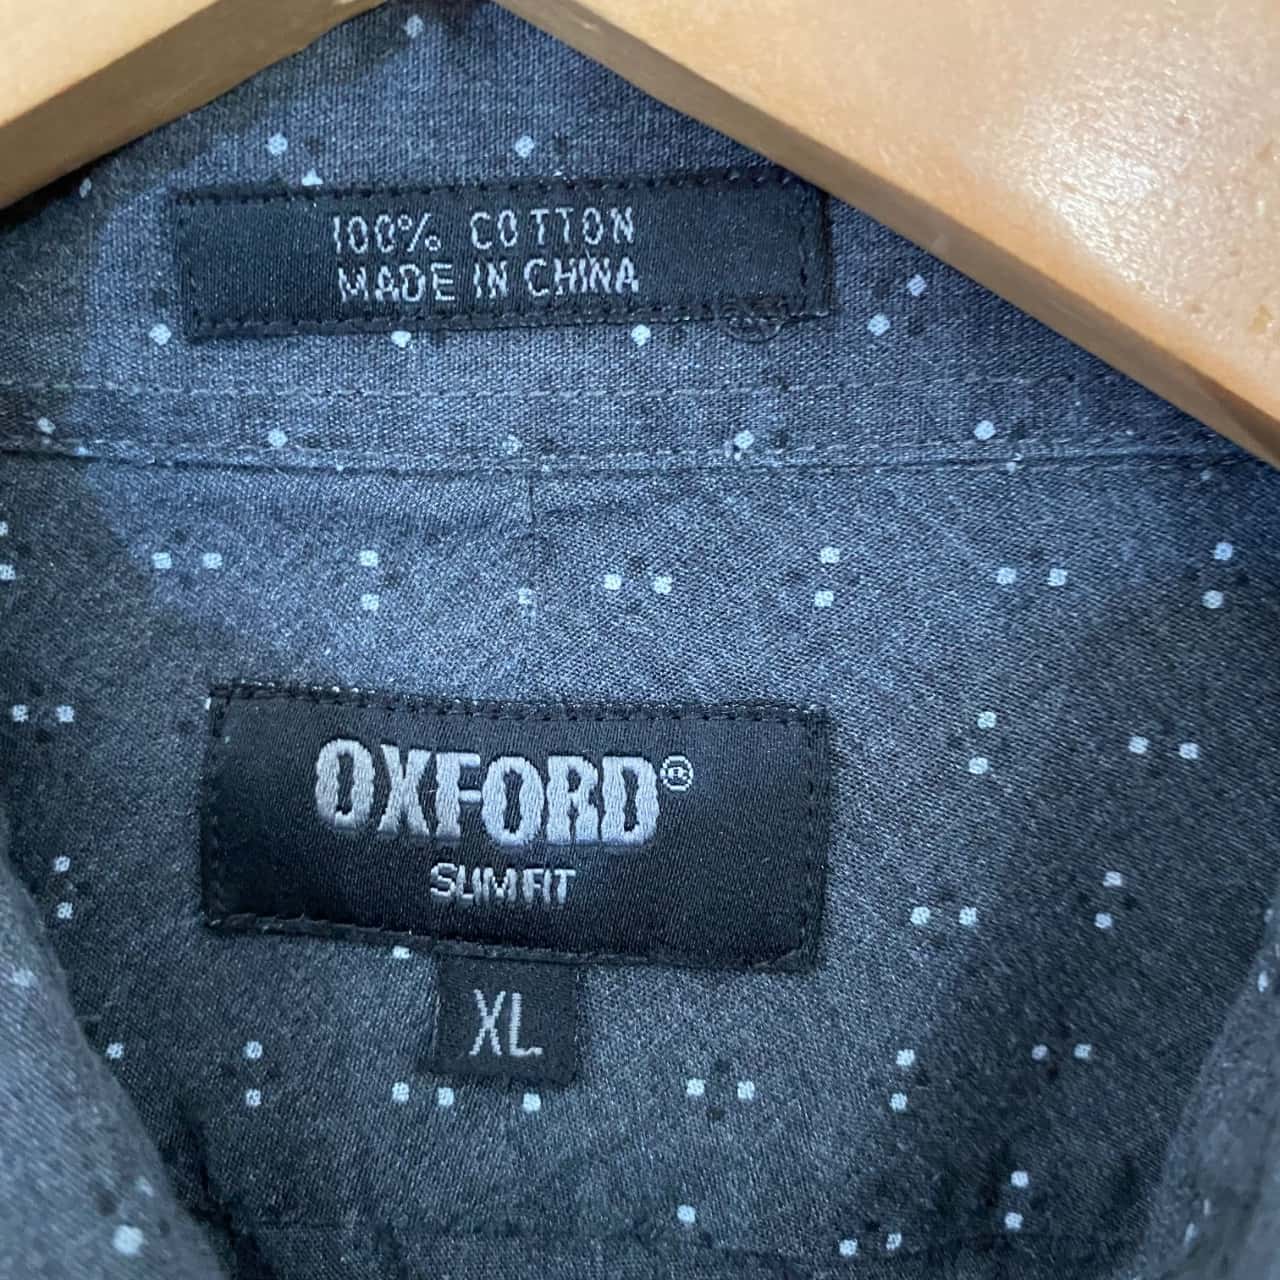 100% COTTON
MADE IN CHINA
OXFORD®
SLIM FIT
XL